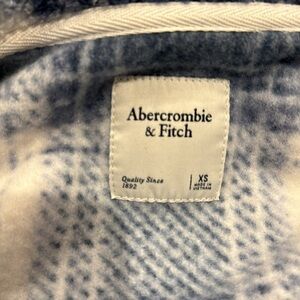 Abercrombie
& Fitch
Quality Since
1892
XS
MADE IN
VIETNAM